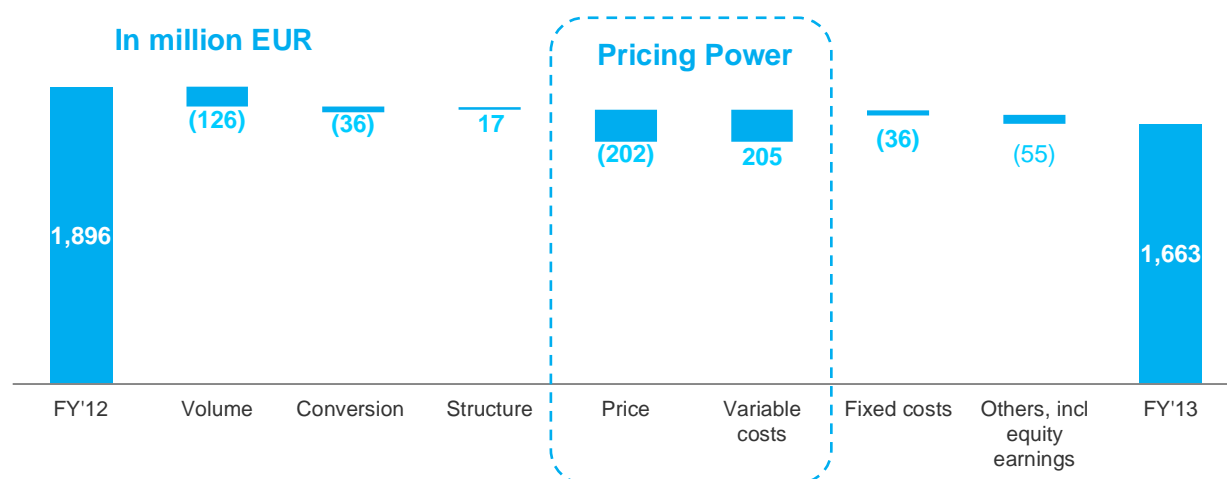 In million EUR
Pricing Power
(126)
(36)
17
(202)
205
(36)
(55)
1,896
1,663
FY'12
Volume
Conversion
Structure
Price
Variable
costs
Fixed costs
Others, incl
equity
earnings
FY'13